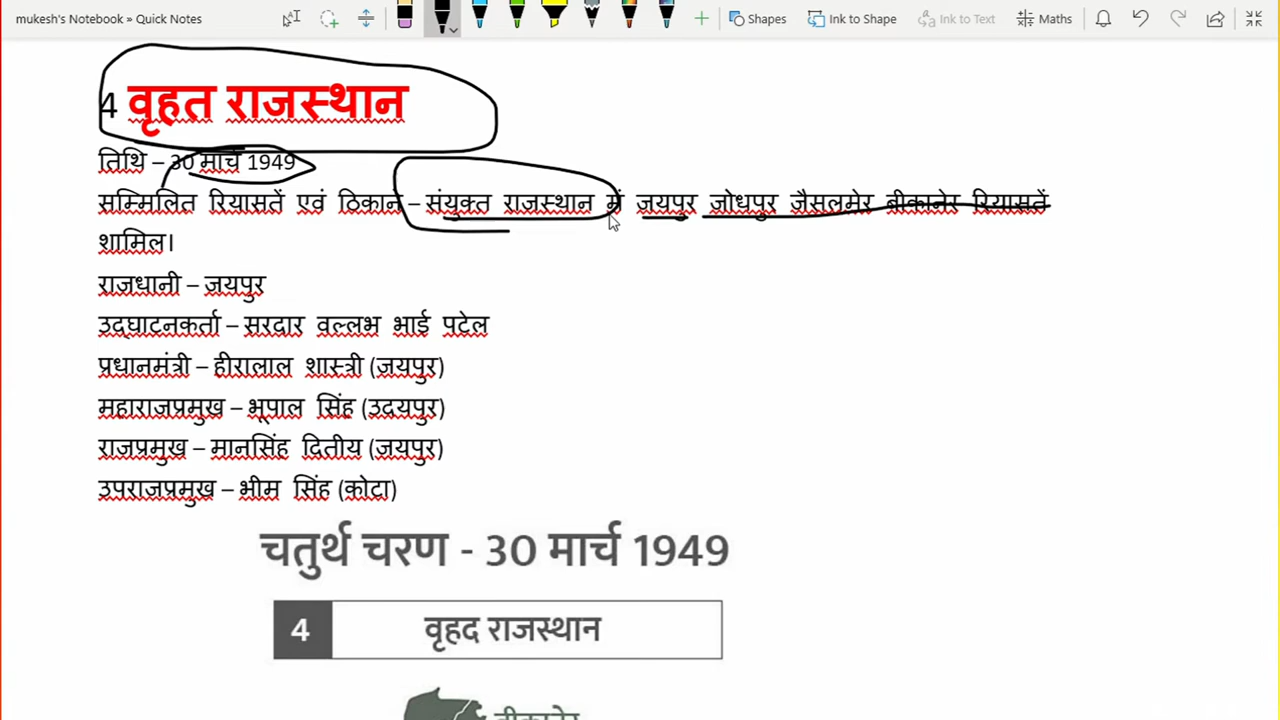 mukesh's Notebook » Quick Notes
Shapes Ink to Shape Ink to Text Maths
4 वृहत राजस्थान
तिथि – 30 मार्च 1949
सम्मिलित रियासतें एवं ठिकाने – संयुक्त राजस्थान में जयपुर जोधपुर जैसलमेर बीकानेर रियासतें
शामिल।
राजधानी – जयपुर
उद्घाटनकर्ता – सरदार वल्लभ भाई पटेल
प्रधानमंत्री – हीरालाल शास्त्री (जयपुर)
महाराजप्रमुख – भूपाल सिंह (उदयपुर)
राजप्रमुख – मानसिंह द्वितीय (जयपुर)
उपराजप्रमुख – भीम सिंह (कोटा)
चतुर्थ चरण - 30 मार्च 1949
4 वृहद राजस्थान
बीकानेर